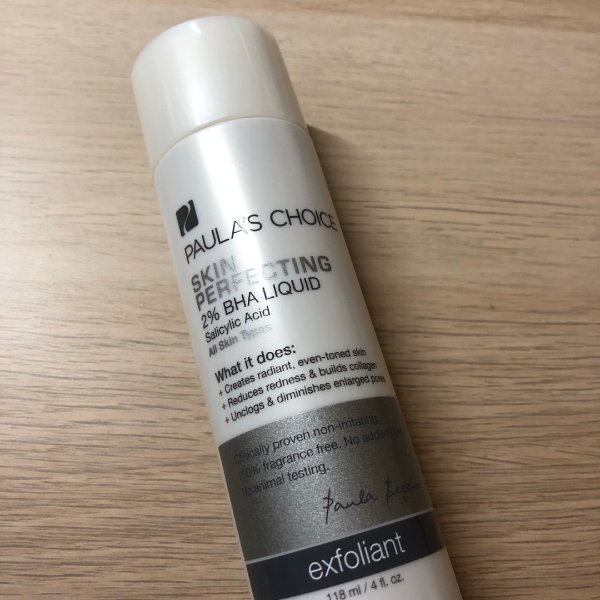 PAULA'S CHOICE
SKIN
PERFECTING
2% BHA LIQUID
Salicylic Acid
All Skin Types
What it does:
+ Creates radiant, even-toned skin
+ Reduces redness & builds collagen
+ Unclogs & diminishes enlarged pores
Clinically proven non-irritating.
100% fragrance free. No added
No animal testing.
Paula
exfoliant
118 ml / 4 fl. oz.